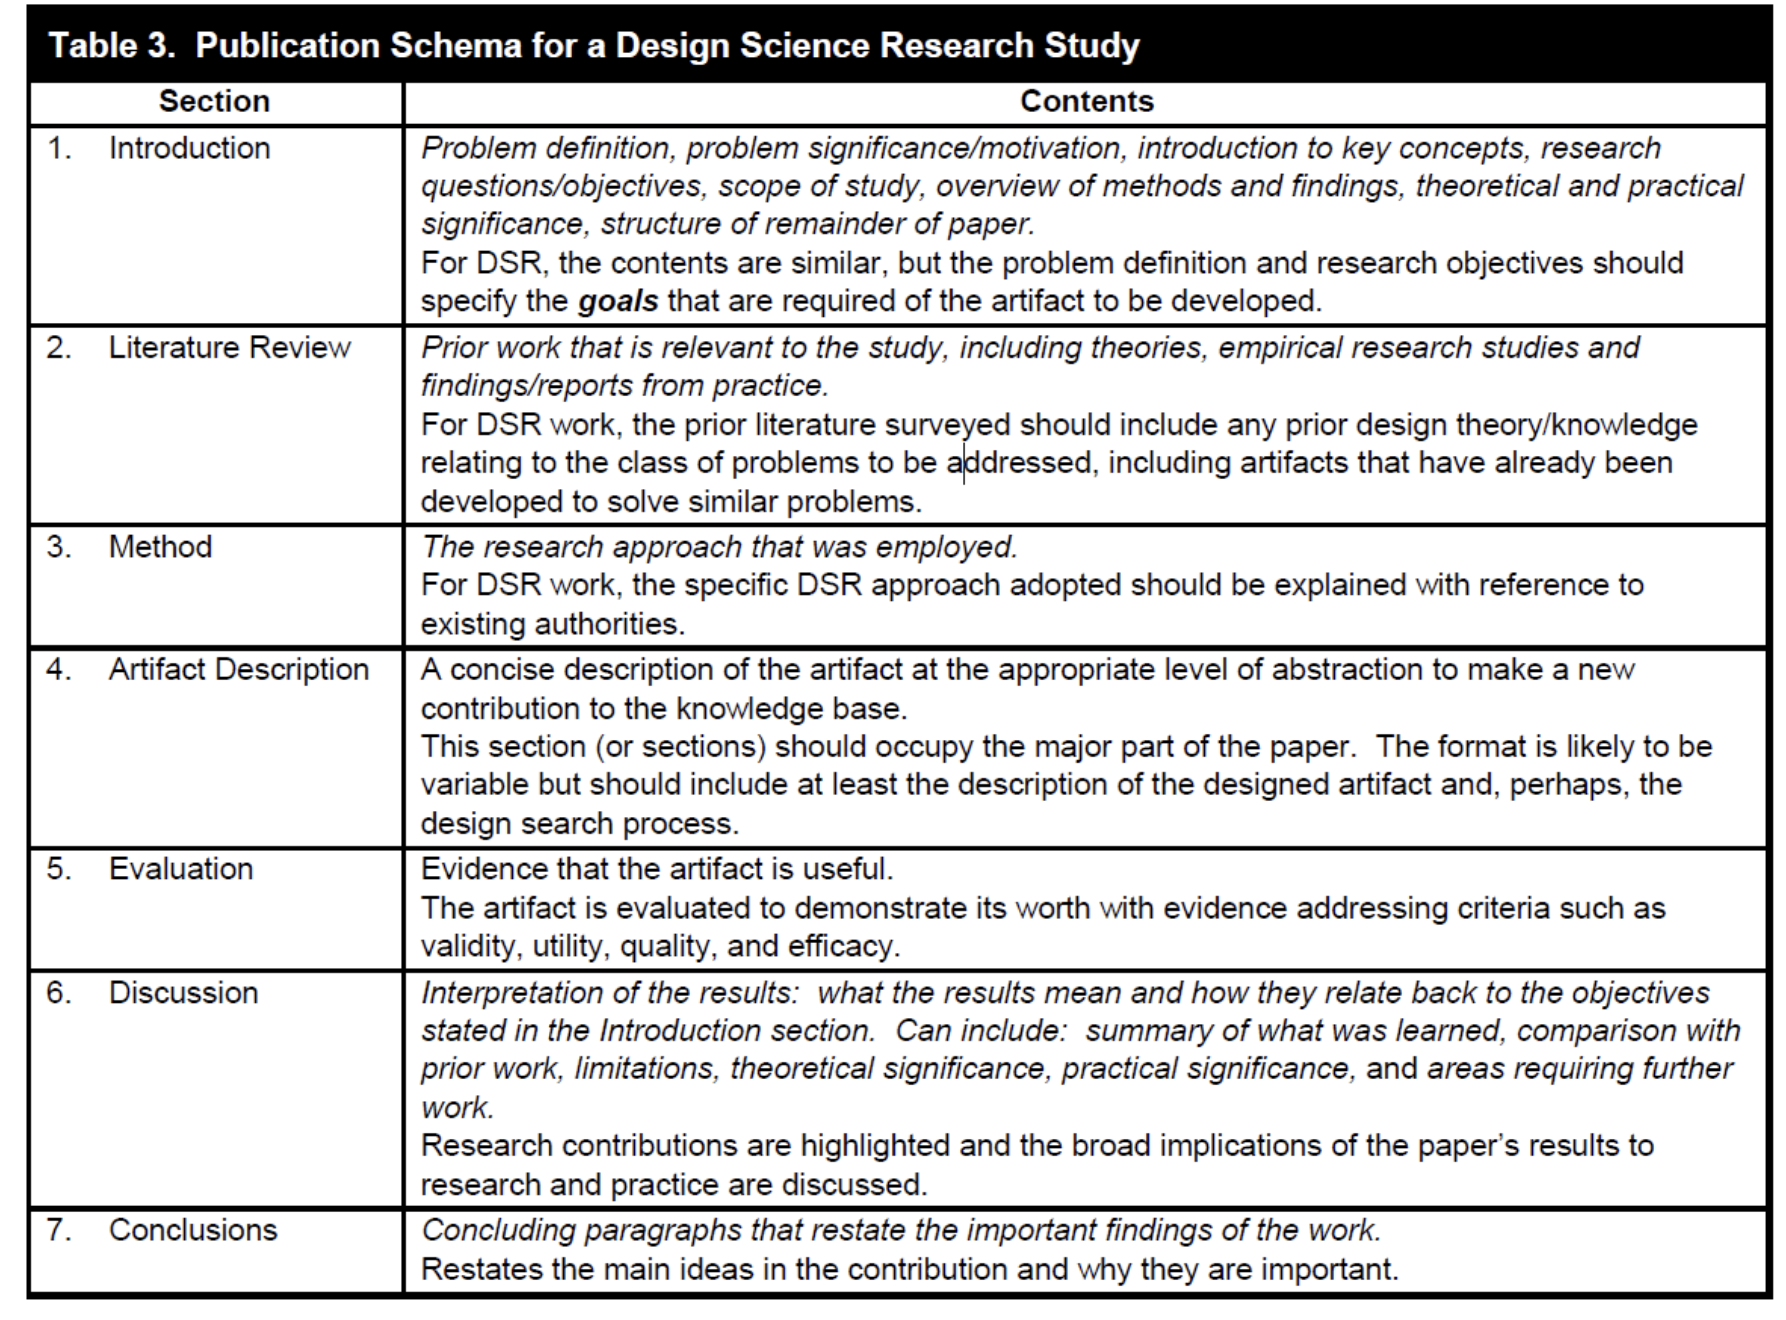 Table 3. Publication Schema for a Design Science Research Study
Section Contents
1. Introduction Problem definition, problem significance/motivation, introduction to key concepts, research
questions/objectives, scope of study, overview of methods and findings, theoretical and practical
significance, structure of remainder of paper.
For DSR, the contents are similar, but the problem definition and research objectives should
specify the goals that are required of the artifact to be developed.
2. Literature Review Prior work that is relevant to the study, including theories, empirical research studies and
findings/reports from practice.
For DSR work, the prior literature surveyed should include any prior design theory/knowledge
relating to the class of problems to be addressed, including artifacts that have already been
developed to solve similar problems.
3. Method The research approach that was employed.
For DSR work, the specific DSR approach adopted should be explained with reference to
existing authorities.
4. Artifact Description A concise description of the artifact at the appropriate level of abstraction to make a new
contribution to the knowledge base.
This section (or sections) should occupy the major part of the paper. The format is likely to be
variable but should include at least the description of the designed artifact and, perhaps, the
design search process.
5. Evaluation Evidence that the artifact is useful.
The artifact is evaluated to demonstrate its worth with evidence addressing criteria such as
validity, utility, quality, and efficacy.
6. Discussion Interpretation of the results: what the results mean and how they relate back to the objectives
stated in the Introduction section. Can include: summary of what was learned, comparison with
prior work, limitations, theoretical significance, practical significance, and areas requiring further
work.
Research contributions are highlighted and the broad implications of the paper’s results to
research and practice are discussed.
7. Conclusions Concluding paragraphs that restate the important findings of the work.
Restates the main ideas in the contribution and why they are important.